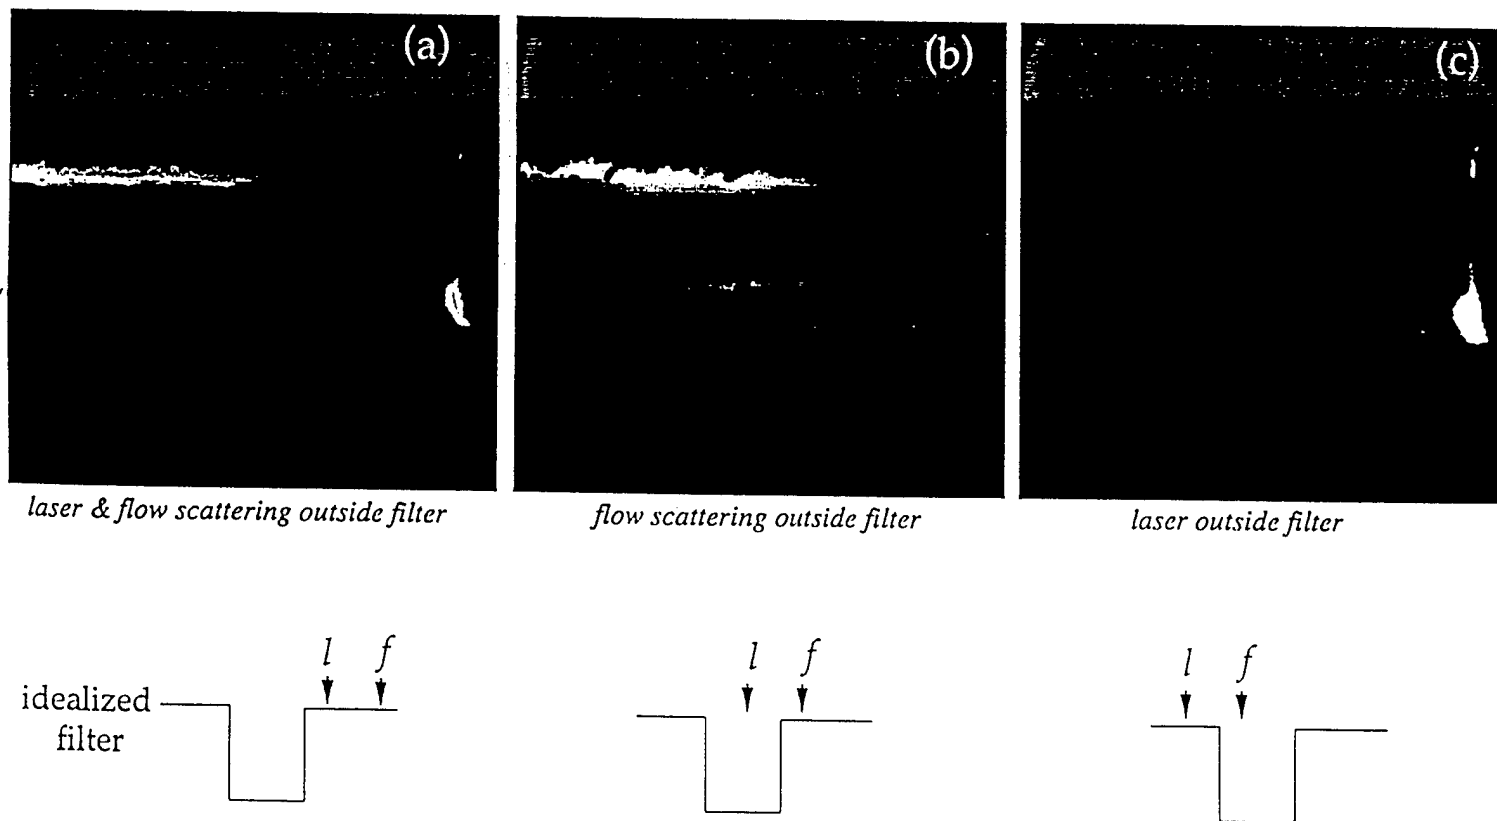 (a) (b) (c)
laser & flow scattering outside filter flow scattering outside filter laser outside filter
l f l f l f
idealized
filter